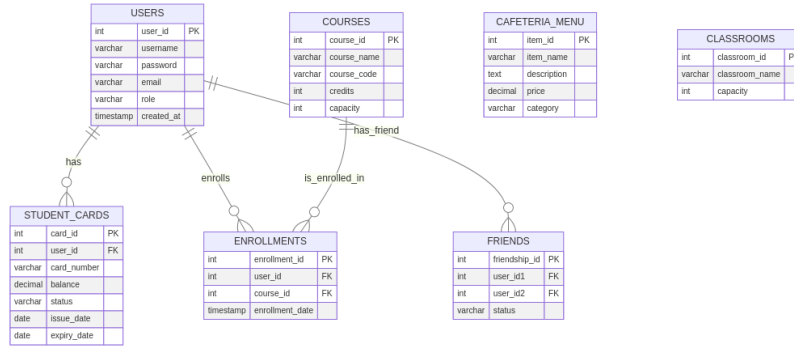 USERS
int user_id PK
varchar username
varchar password
varchar email
varchar role
timestamp created_at
COURSES
int course_id PK
varchar course_name
varchar course_code
int credits
int capacity
CAFETERIA_MENU
int item_id PK
varchar item_name
text description
decimal price
varchar category
CLASSROOMS
int classroom_id
varchar classroom_name
int capacity
has
enrolls
is_enrolled_in
has_friend
STUDENT_CARDS
int card_id PK
int user_id FK
varchar card_number
decimal balance
varchar status
date issue_date
date expiry_date
ENROLLMENTS
int enrollment_id PK
int user_id FK
int course_id FK
timestamp enrollment_date
FRIENDS
int friendship_id PK
int user_id1 FK
int user_id2 FK
varchar status